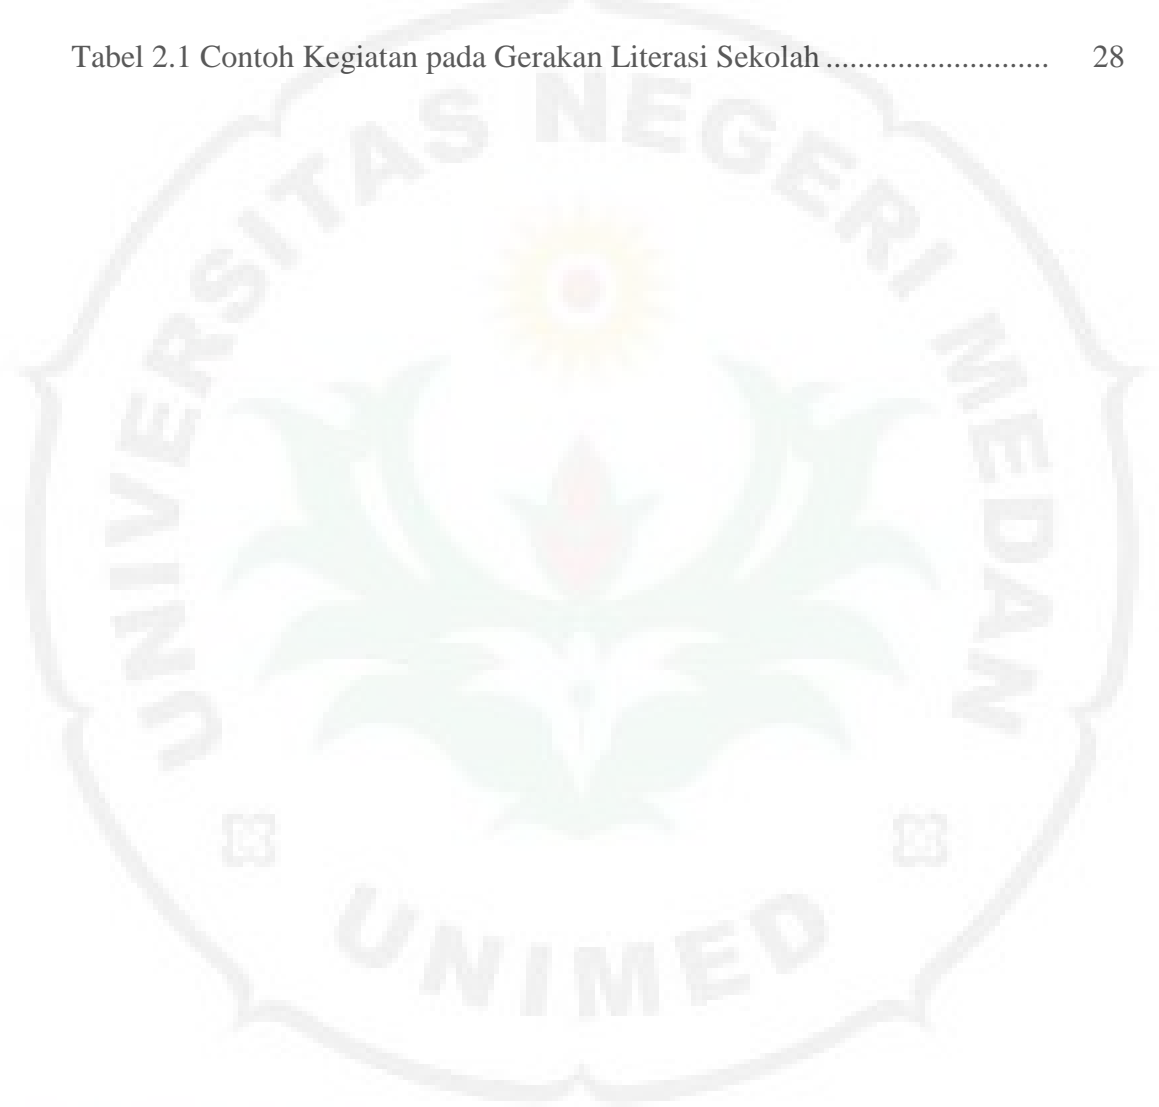 Tabel 2.1 Contoh Kegiatan pada Gerakan Literasi Sekolah ............................ 28
UNIVERSITAS NEGERI MEDAN
UNIMED